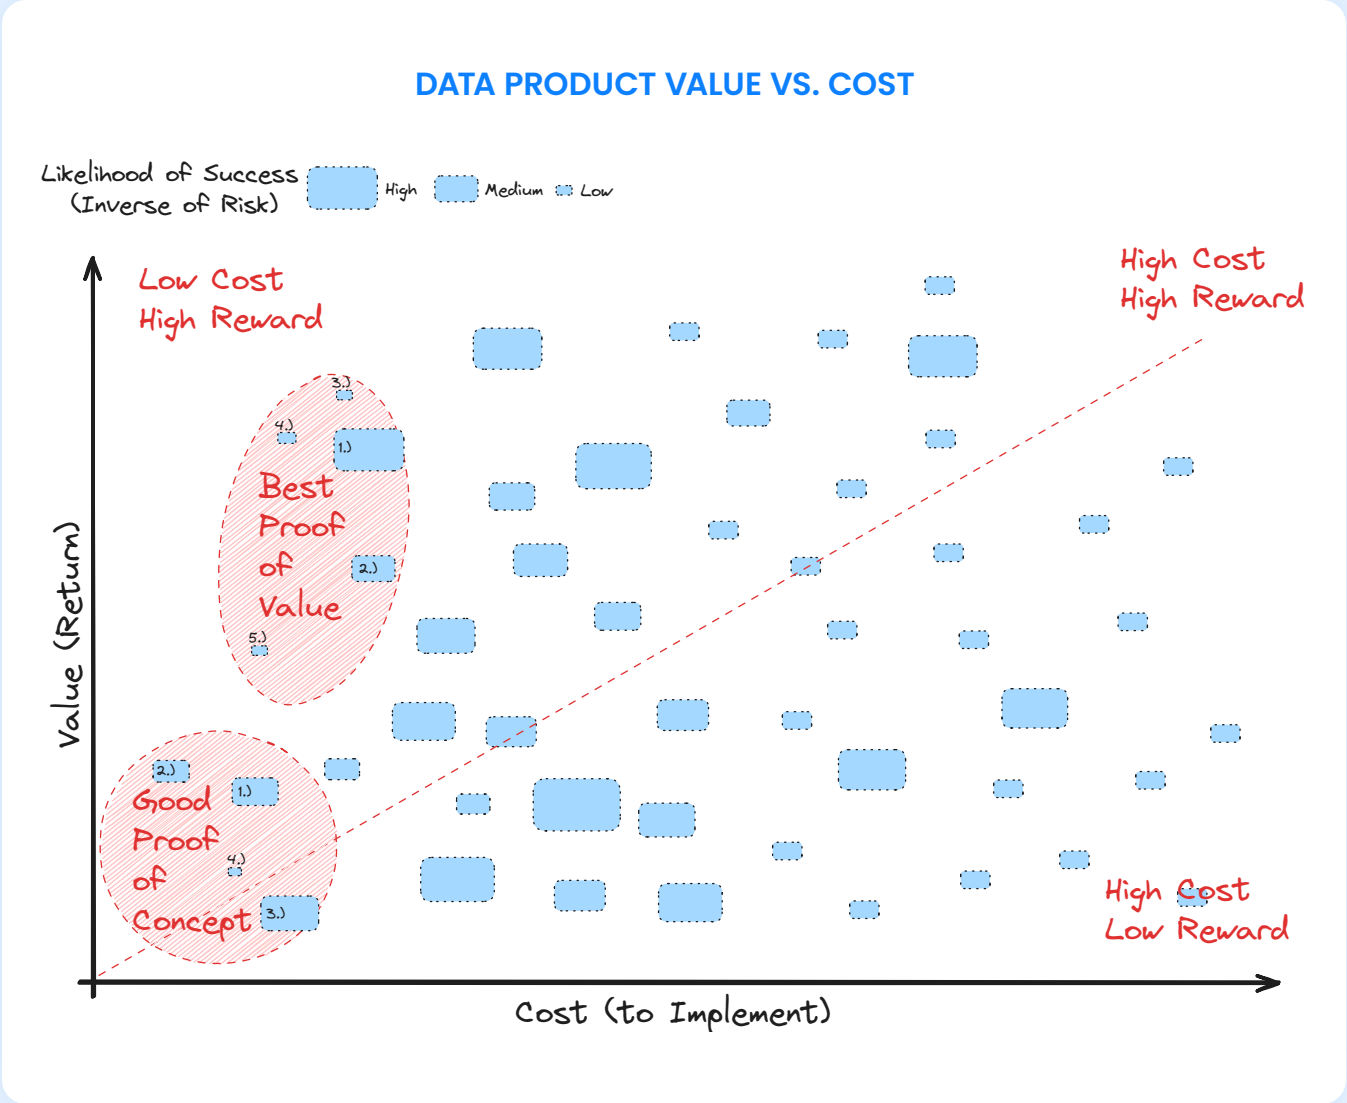 DATA PRODUCT VALUE VS. COST
Likelihood of Success
(Inverse of Risk)
High
Medium
Low
Low Cost
High Reward
High Cost
High Reward
3.)
4.)
1.)
Best
Proof
of
Value
2.)
5.)
Value (Return)
2.)
1.)
Good
Proof
of
Concept
4.)
3.)
High Cost
Low Reward
Cost (to Implement)